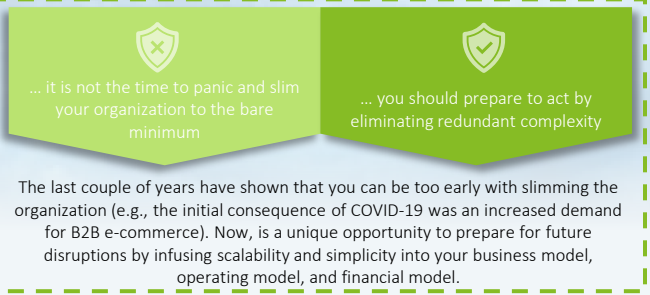 ... it is not the time to panic and slim
your organization to the bare
minimum
... you should prepare to act by
eliminating redundant complexity
The last couple of years have shown that you can be too early with slimming the
organization (e.g., the initial consequence of COVID-19 was an increased demand
for B2B e-commerce). Now, is a unique opportunity to prepare for future
disruptions by infusing scalability and simplicity into your business model,
operating model, and financial model.